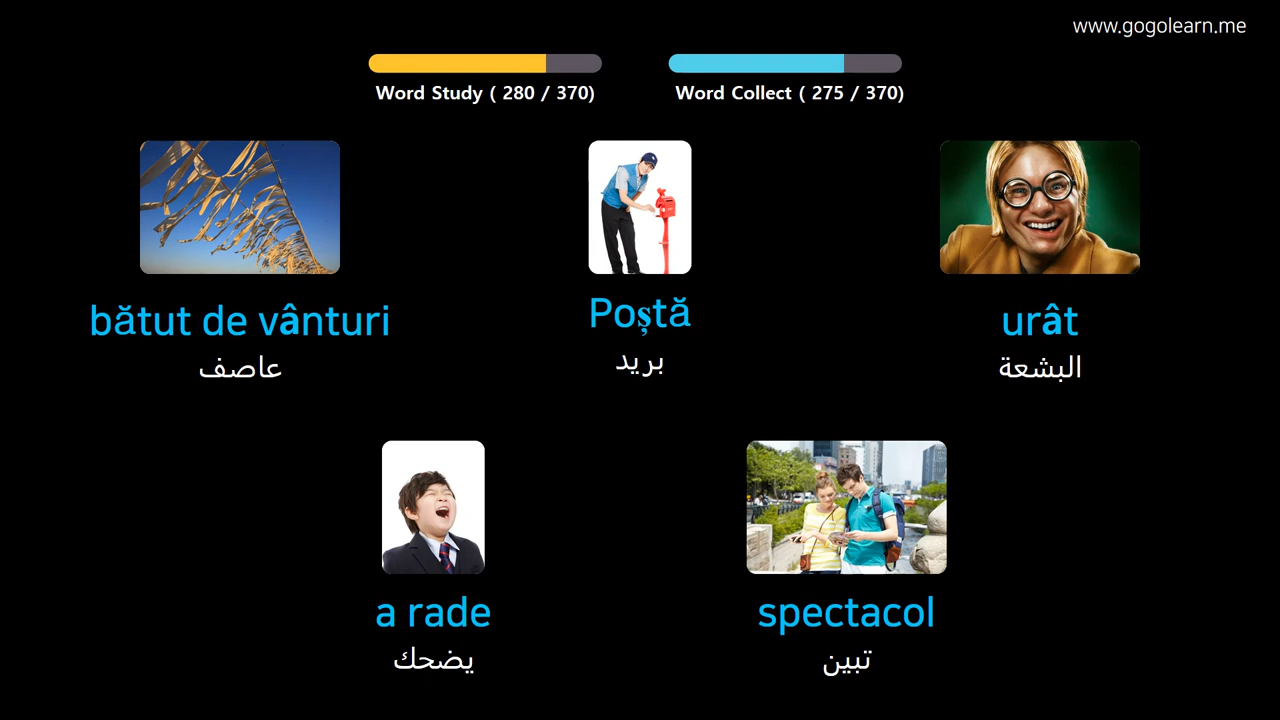 www.gogolearn.me
Word Study ( 280 / 370)
Word Collect ( 275 / 370)
bătut de vânturi
عاصف
Poștă
بريد
urât
البشعة
a rade
يضحك
spectacol
تبين